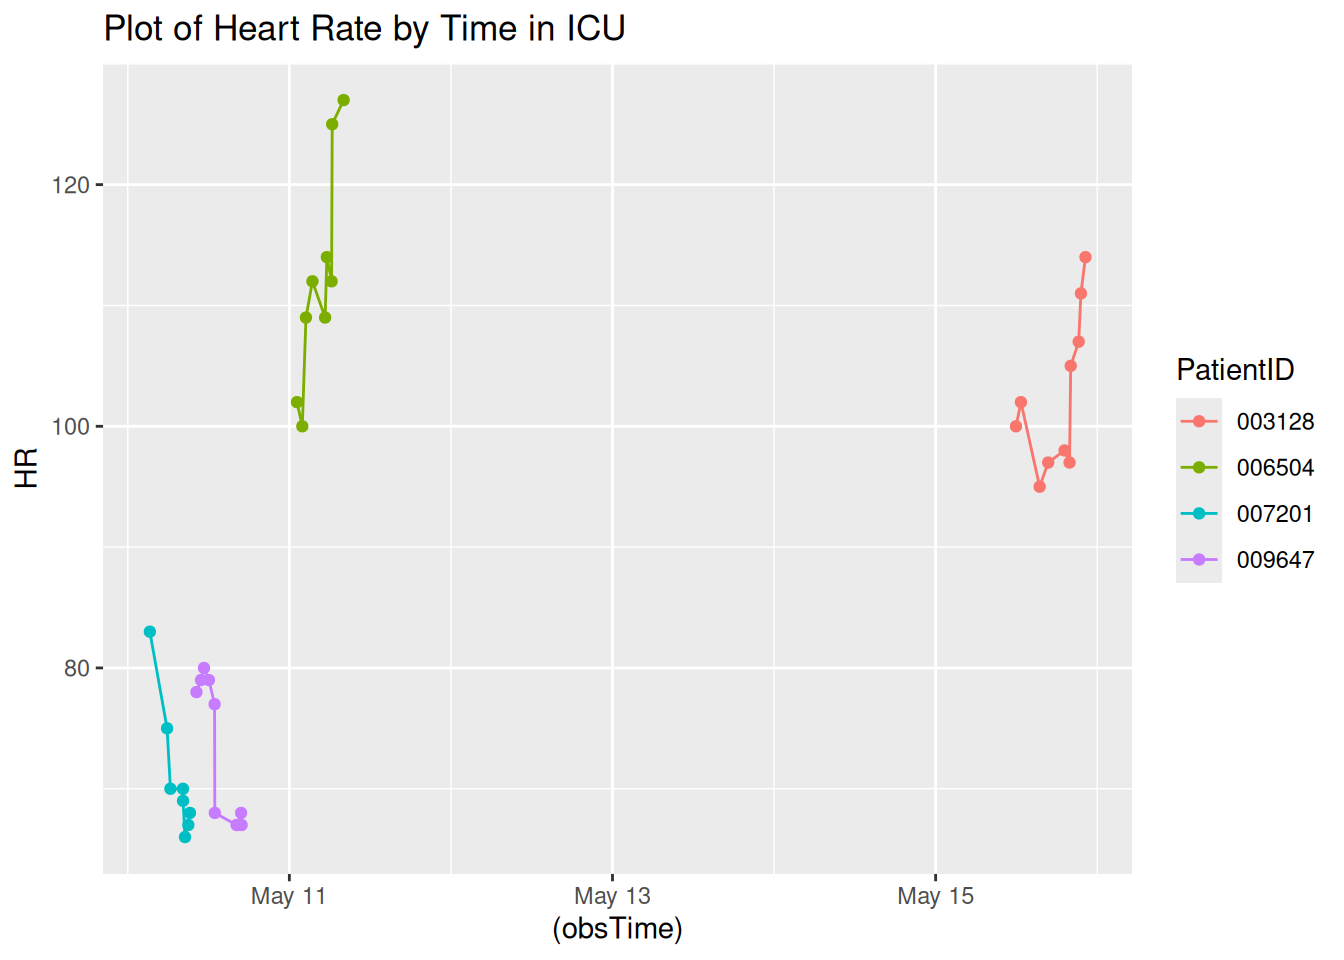 Plot of Heart Rate by Time in ICU
120
100
80
HR
May 11
May 13
May 15
(obsTime)
PatientID
003128
006504
007201
009647